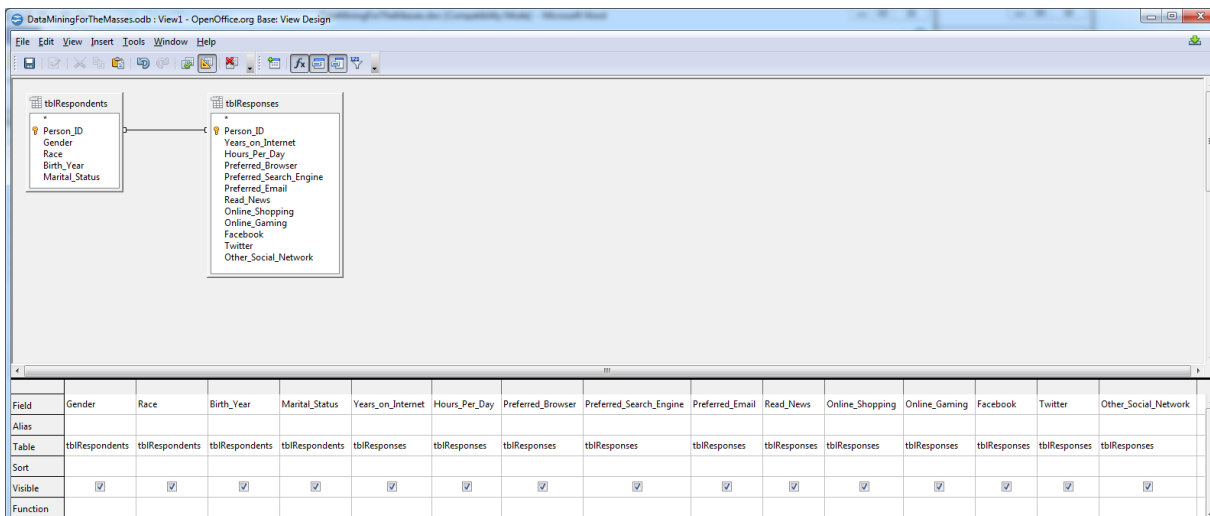 DataMiningForTheMasses.odb : View1 - OpenOffice.org Base: View Design
File Edit View Insert Tools Window Help
tblRespondents
*
Person_ID
Gender
Race
Birth_Year
Marital_Status
tblResponses
*
Person_ID
Years_on_Internet
Hours_Per_Day
Preferred_Browser
Preferred_Search_Engine
Preferred_Email
Read_News
Online_Shopping
Online_Gaming
Facebook
Twitter
Other_Social_Network
Field Gender Race Birth_Year Marital_Status Years_on_Internet Hours_Per_Day Preferred_Browser Preferred_Search_Engine Preferred_Email Read_News Online_Shopping Online_Gaming Facebook Twitter Other_Social_Network
Alias
Table tblRespondents tblRespondents tblRespondents tblRespondents tblResponses tblResponses tblResponses tblResponses tblResponses tblResponses tblResponses tblResponses tblResponses tblResponses tblResponses
Sort
Visible
Function